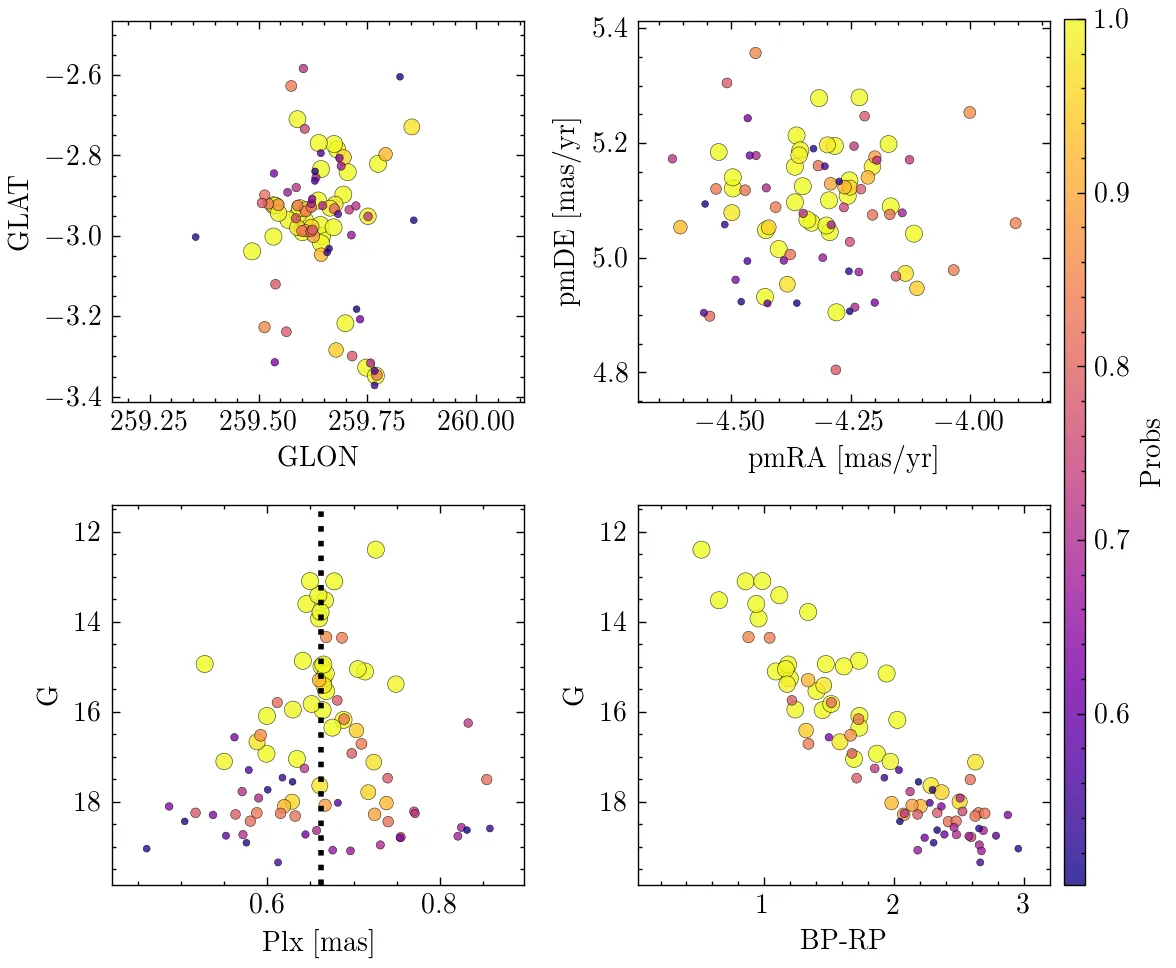 −2.6
−2.8
−3.0
−3.2
−3.4
GLAT
259.25 259.50 259.75 260.00
GLON
5.4
5.2
5.0
4.8
pmDE [mas/yr]
−4.50 −4.25 −4.00
pmRA [mas/yr]
1.0
0.9
0.8
0.7
0.6
Probs
12
14
16
18
G
0.6 0.8
Plx [mas]
12
14
16
18
G
1 2 3
BP-RP